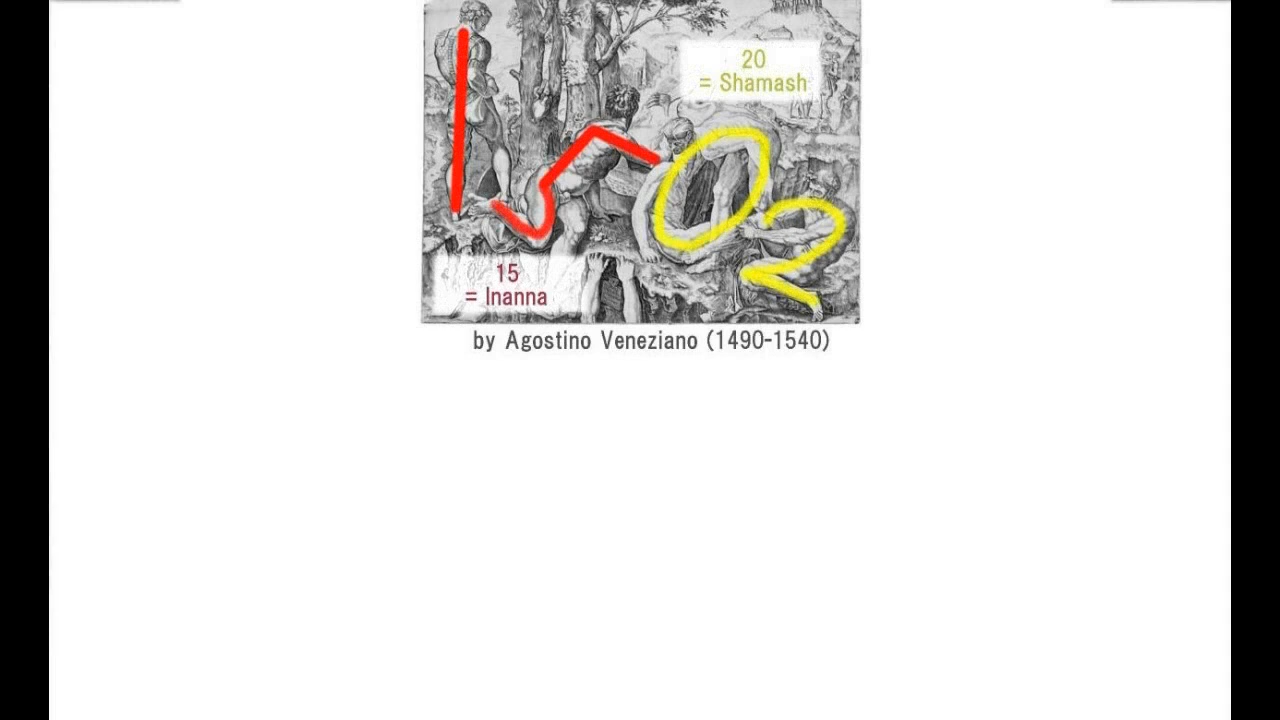 20
= Shamash
15
= Inanna
by Agostino Veneziano (1490-1540)